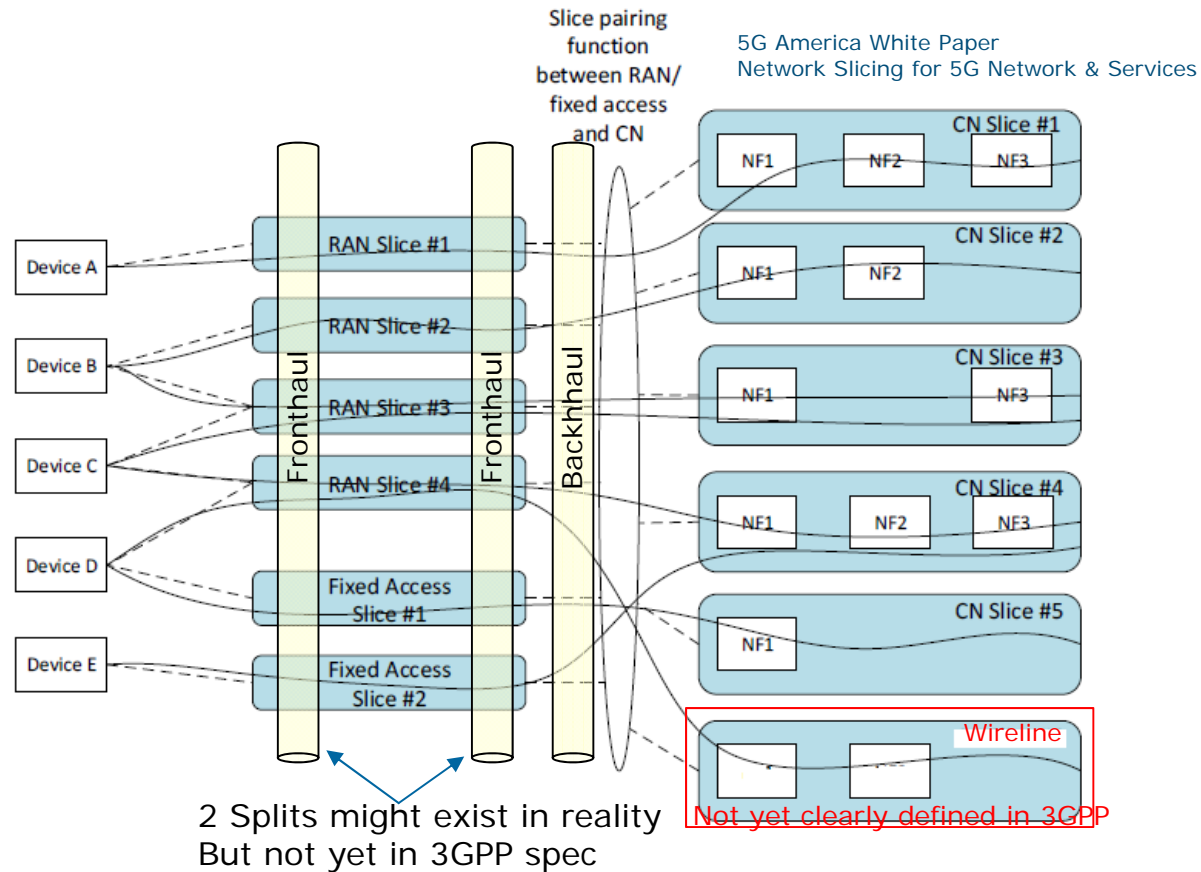 Slice pairing
function
between RAN/
fixed access
and CN
5G America White Paper
Network Slicing for 5G Network & Services
Device A
Device B
Device C
Device D
Device E
RAN Slice #1
RAN Slice #2
RAN Slice #3
RAN Slice #4
Fixed Access
Slice #1
Fixed Access
Slice #2
Fronthaul
Fronthaul
Backhhaul
CN Slice #1
NF1
NF2
NF3
CN Slice #2
NF1
NF2
CN Slice #3
NF1
NF3
CN Slice #4
NF1
NF2
NF3
CN Slice #5
NF1
Wireline
Not yet clearly defined in 3GPP
2 Splits might exist in reality
But not yet in 3GPP spec